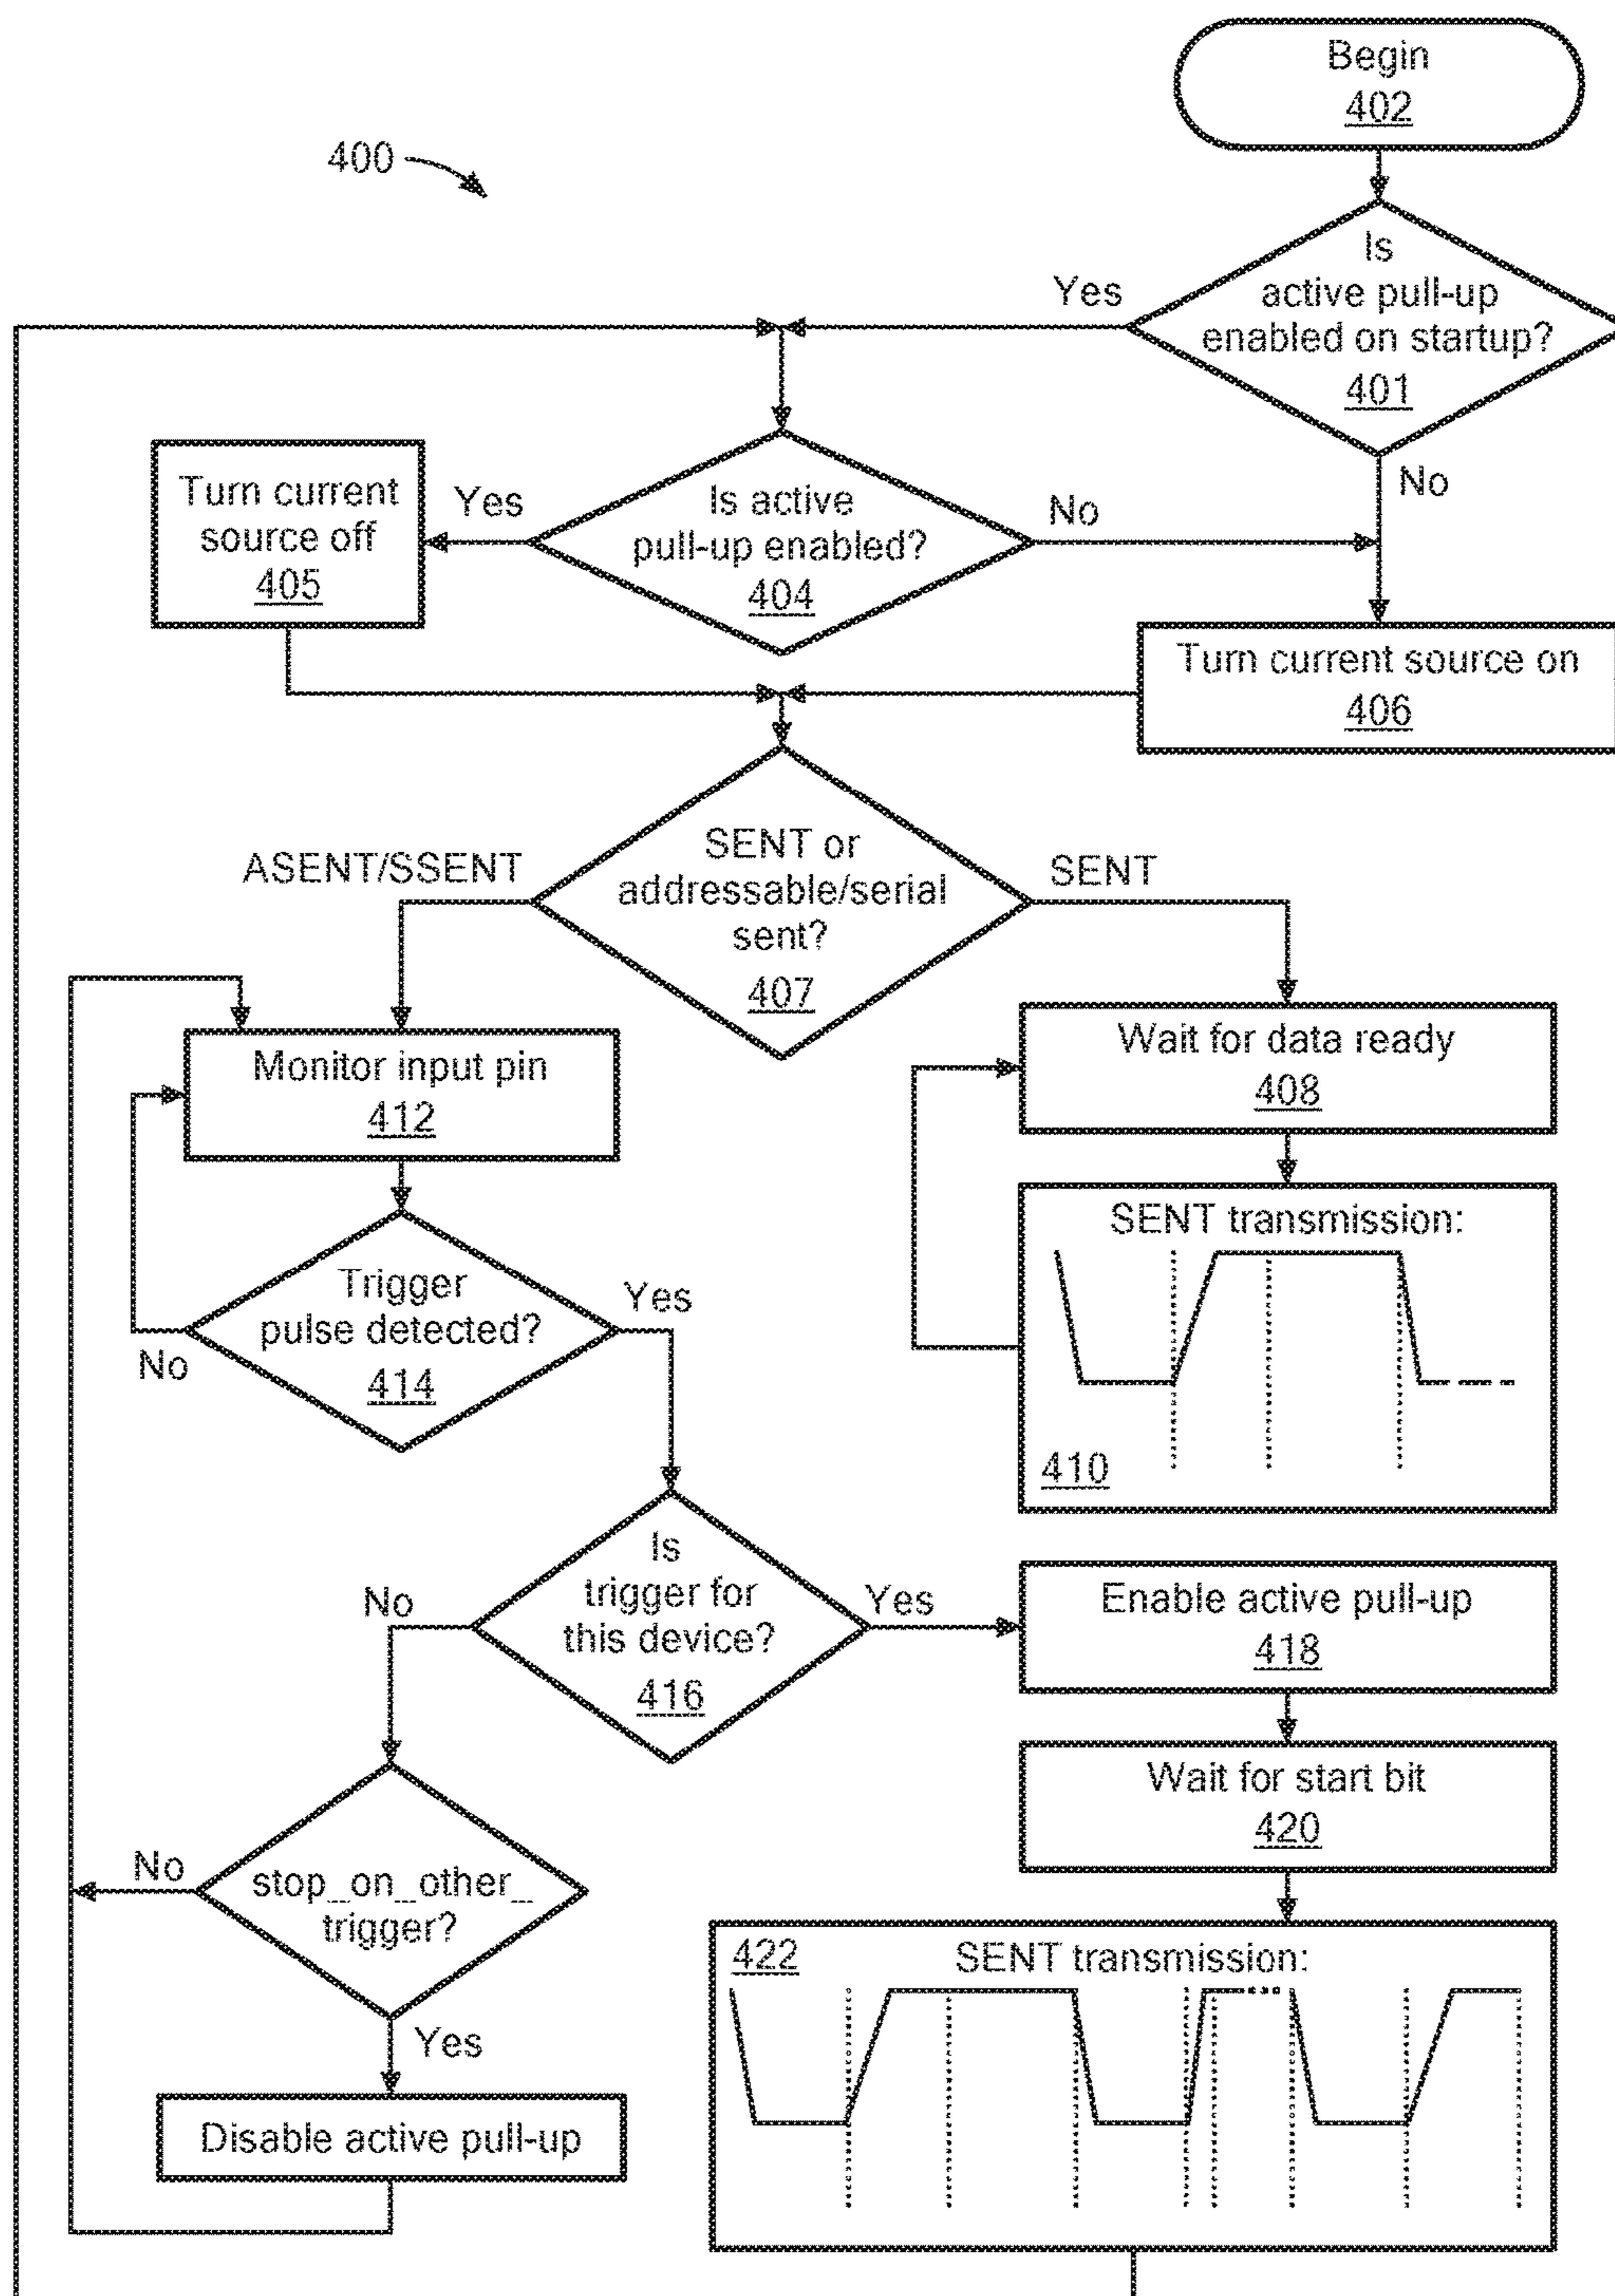 Begin
402
400
Is
active pull-up
enabled on startup?
401
Yes
No
Turn current
source off
405
Yes
Is active
pull-up enabled?
404
No
Turn current source on
406
SENT or
addressable/serial
sent?
407
ASENT/SSENT
SENT
Monitor input pin
412
Wait for data ready
408
Trigger
pulse detected?
414
No
Yes
SENT transmission:
410
Is
trigger for
this device?
416
No
Yes
Enable active pull-up
418
Wait for start bit
420
stop_on_other_
trigger?
No
Yes
422
SENT transmission:
Disable active pull-up